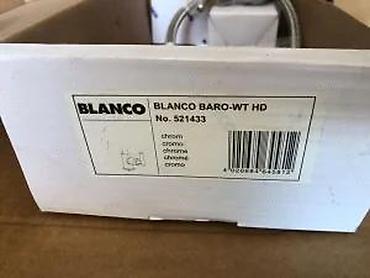 BLANCO
BLANCO BARO-WT HD
No. 521433
chrom
cromo
chrome
chromé
cromo